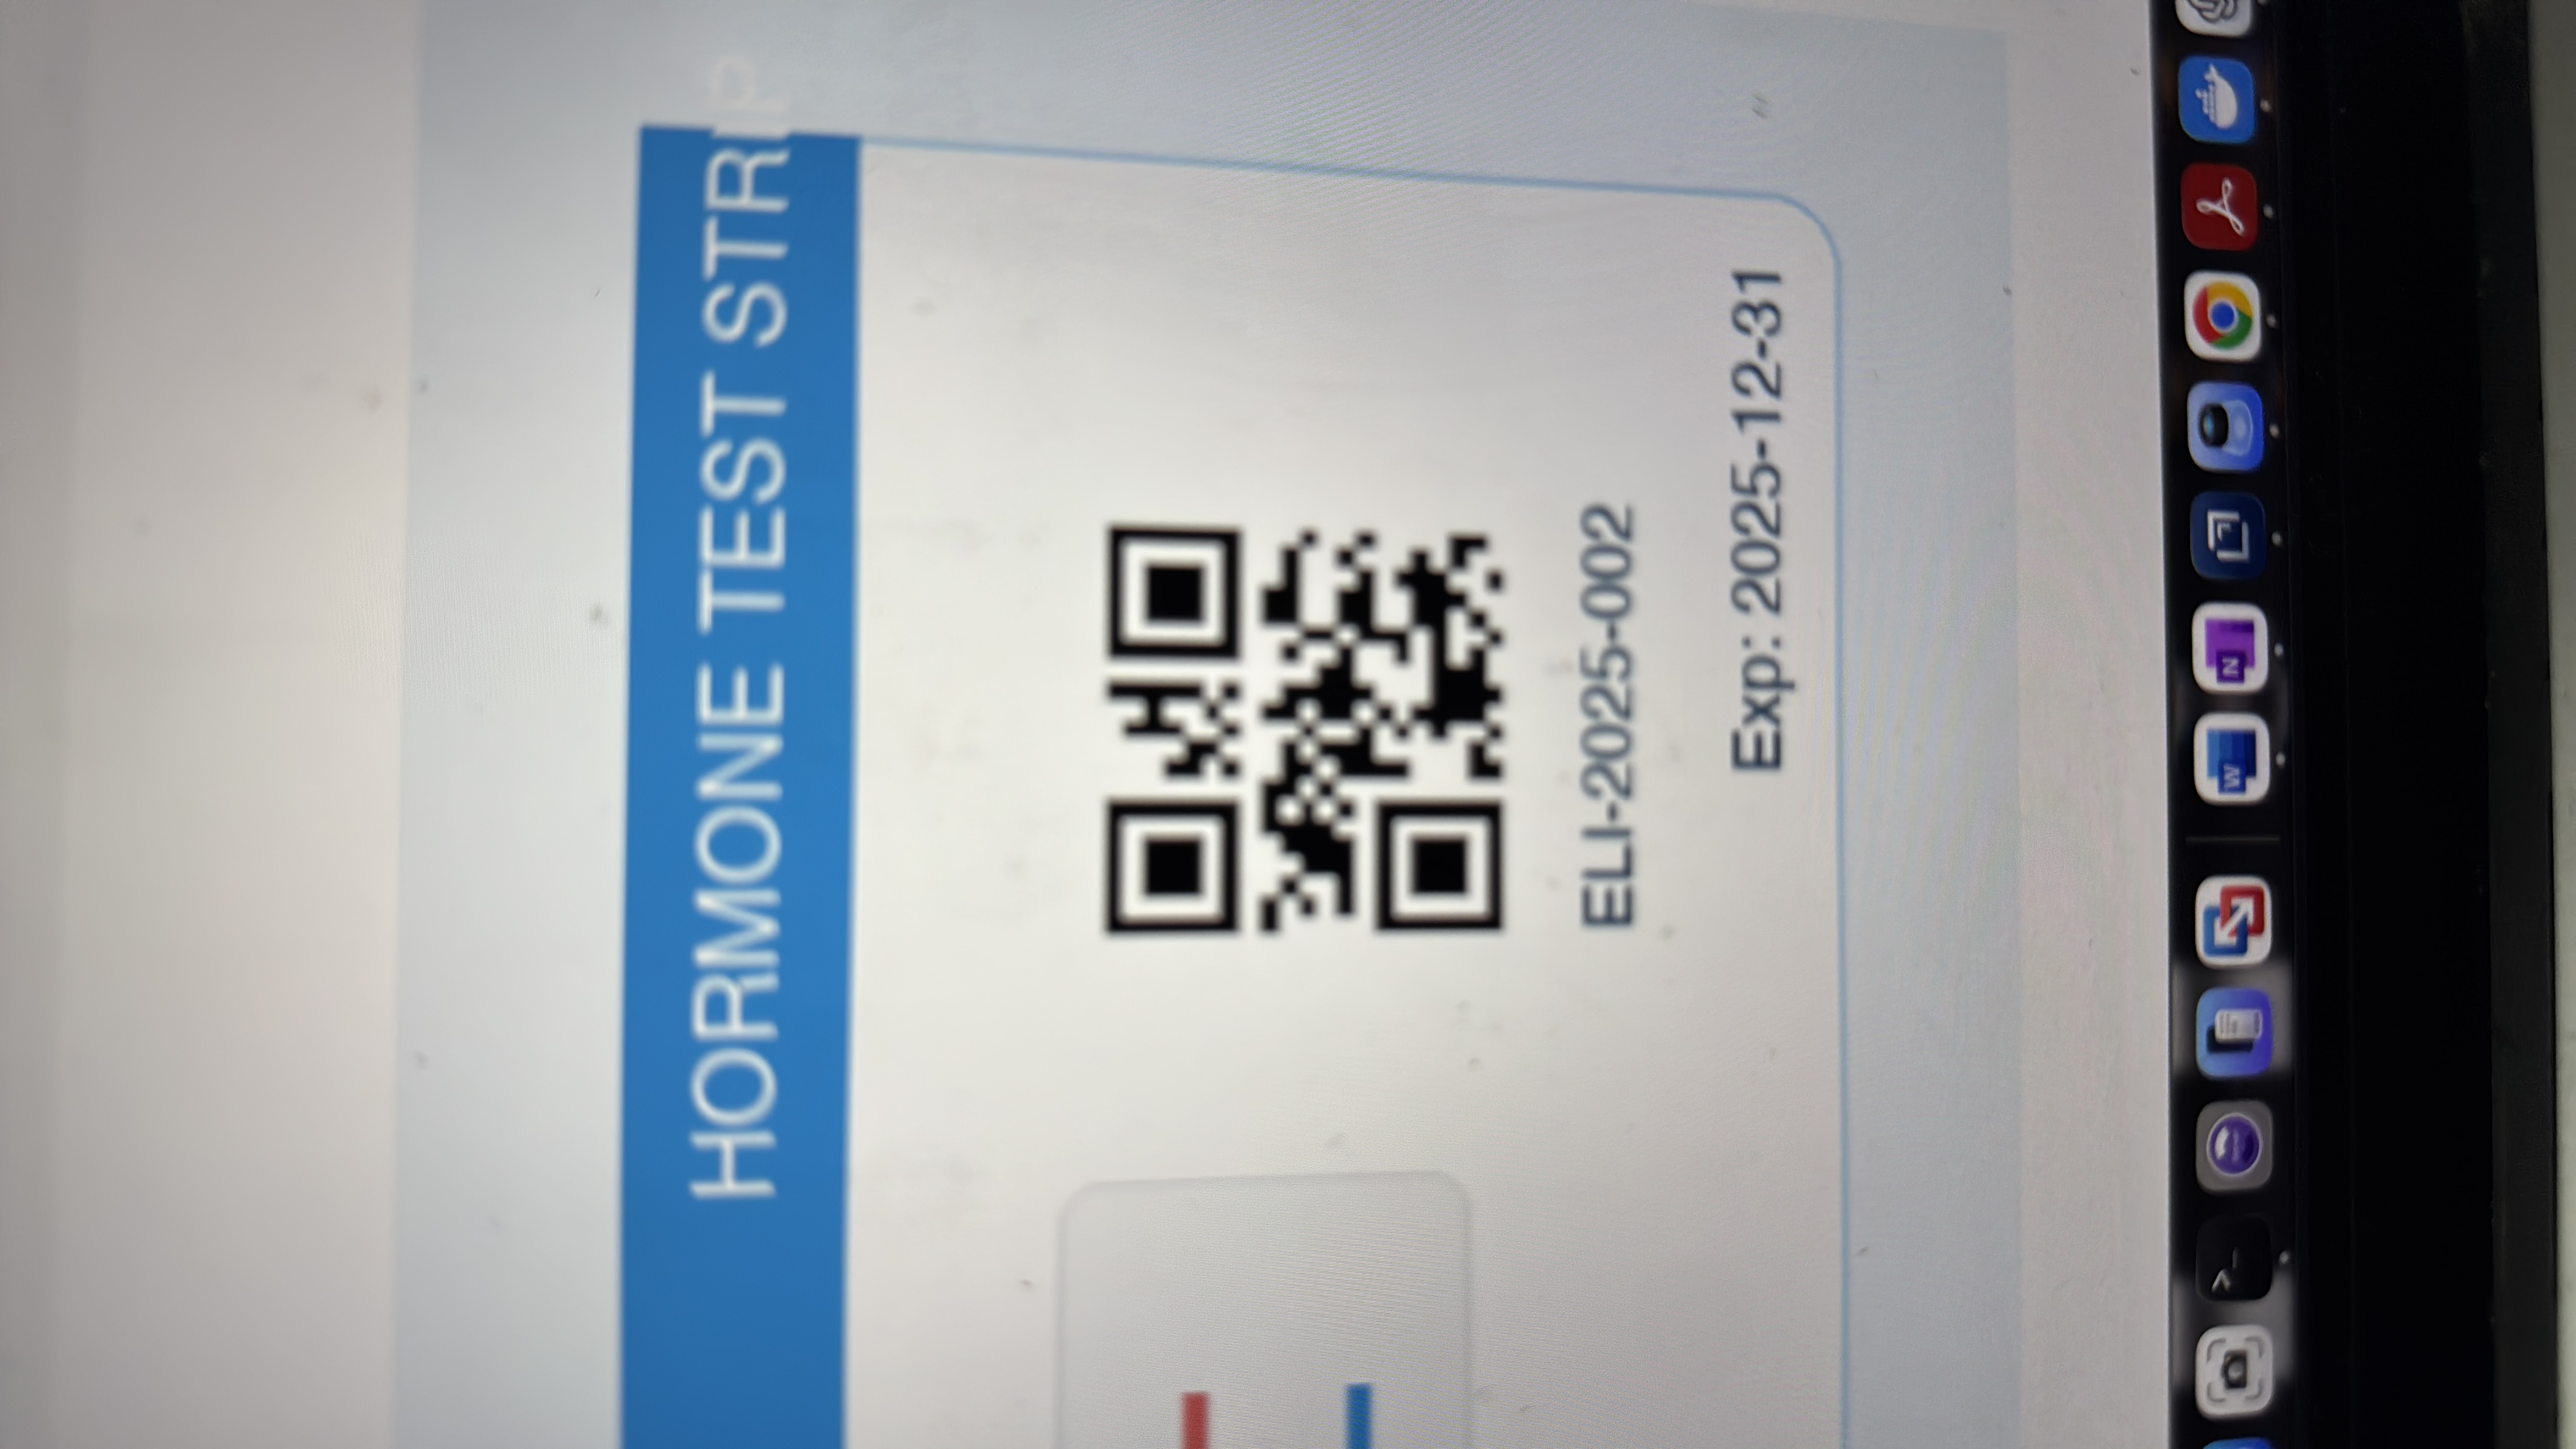 HORMONE TEST STRIP
ELI-2025-002
Exp: 2025-12-31
W
N